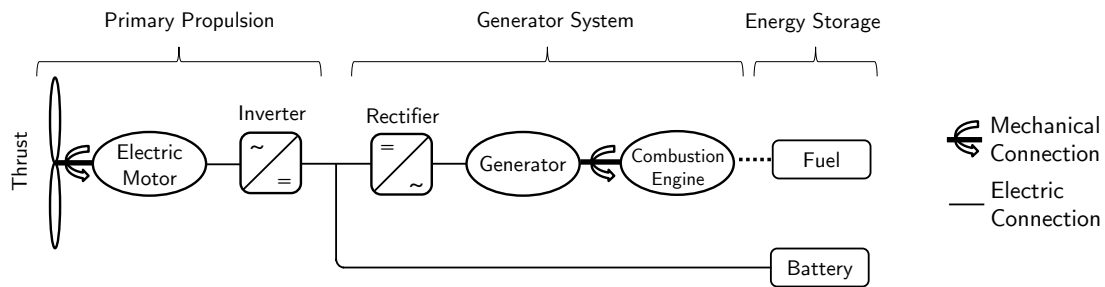 Primary Propulsion
Generator System
Energy Storage
Thrust
Electric
Motor
Inverter
~
=
Rectifier
=
~
Generator
Combustion
Engine
Fuel
Battery
Mechanical
Connection
Electric
Connection